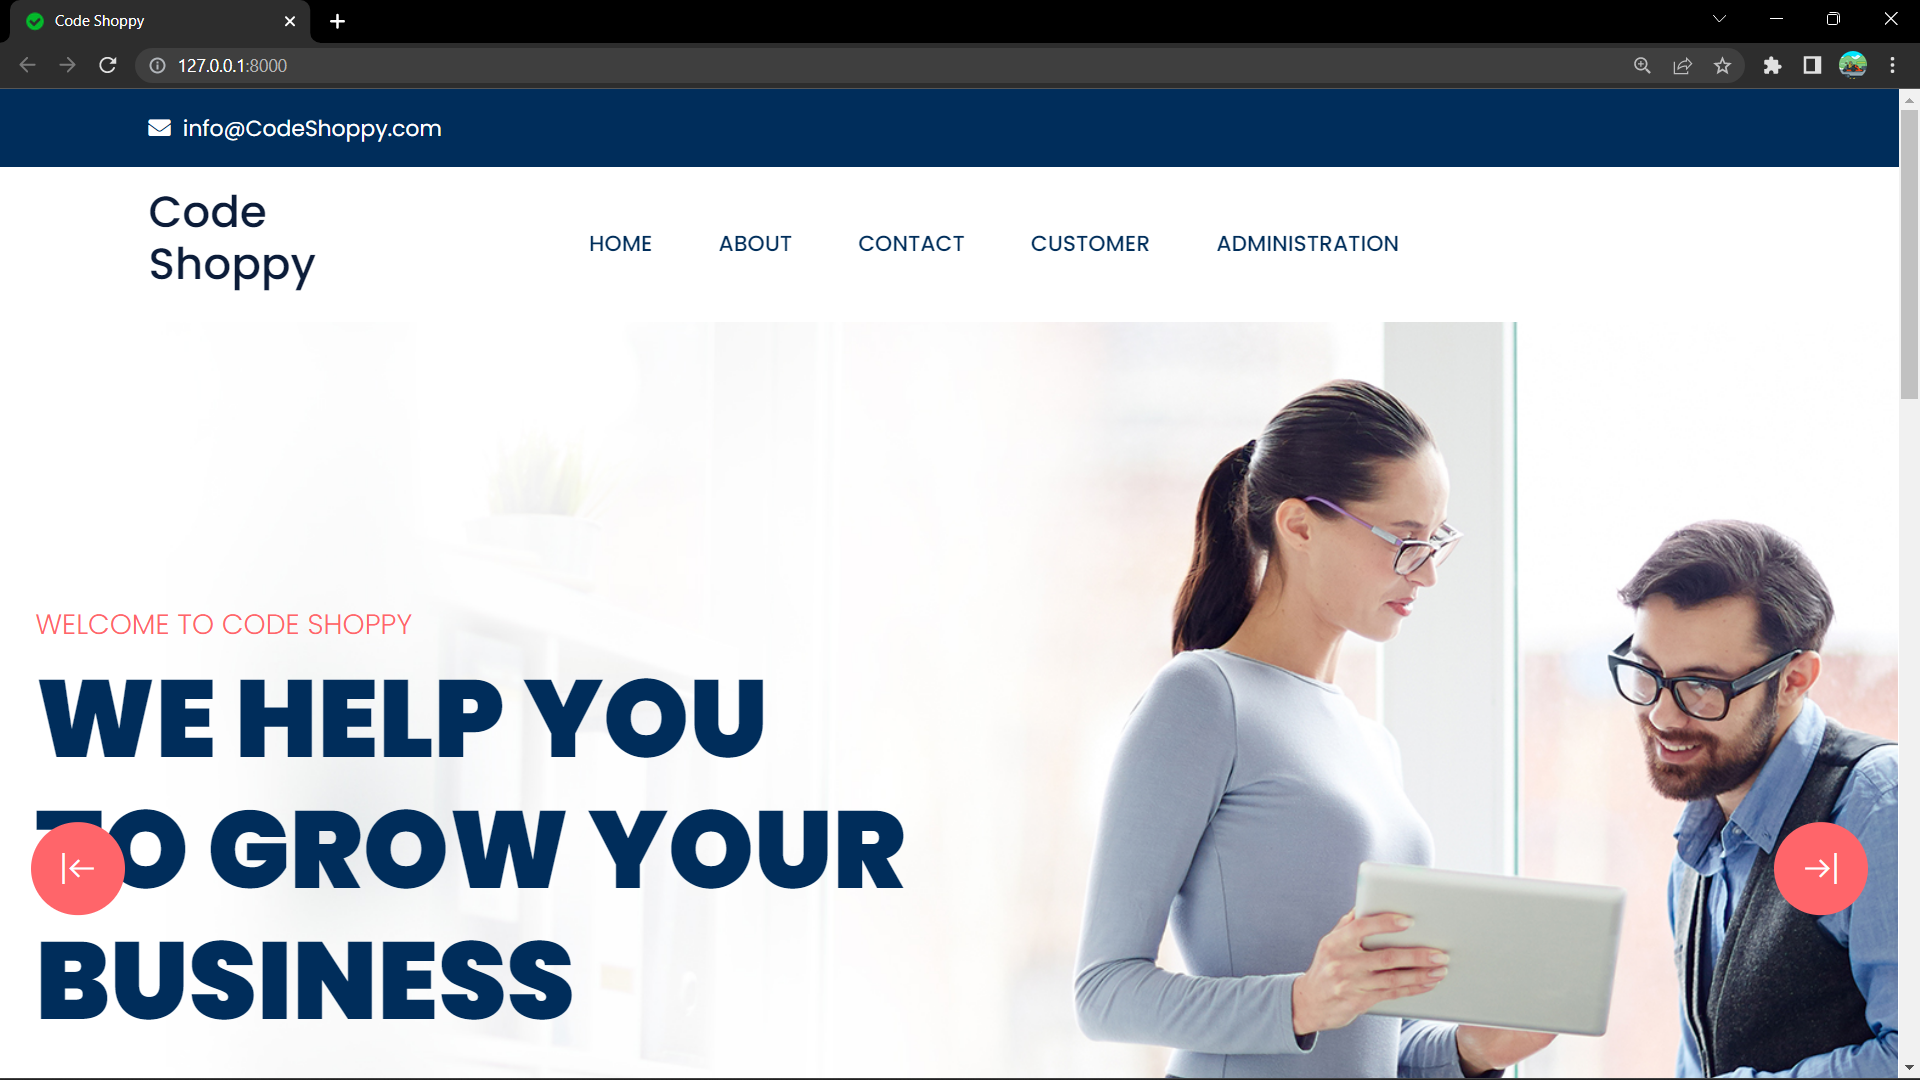 Code Shoppy
127.0.0.1:8000
info@CodeShoppy.com
Code
Shoppy
HOME ABOUT CONTACT CUSTOMER ADMINISTRATION
WELCOME TO CODE SHOPPY
WE HELP YOU
TO GROW YOUR
BUSINESS